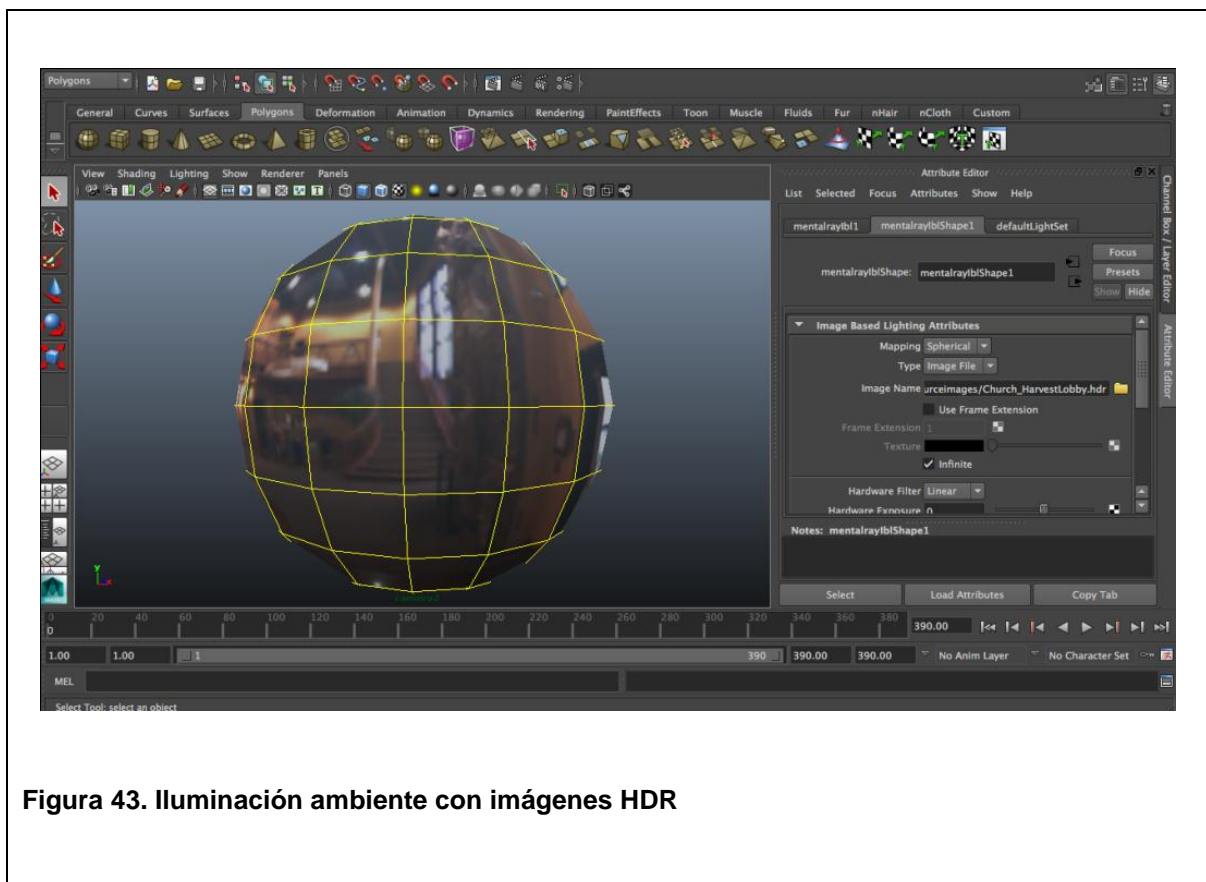 Polygons
General Curves Surfaces Polygons Deformation Animation Dynamics Rendering PaintEffects Toon Muscle Fluids Fur nHair nCloth Custom
View Shading Lighting Show Renderer Panels
Attribute Editor
List Selected Focus Attributes Show Help
mentalrayIbl1 mentalrayIblShape1 defaultLightSet
Focus
mentalrayIblShape: mentalrayIblShape1 Presets
Show Hide
Image Based Lighting Attributes
Mapping Spherical
Type Image File
Image Name urceimages/Church_HarvestLobby.hdr
Use Frame Extension
Frame Extension 1
Texture
Infinite
Hardware Filter Linear
Hardware Exposure 0
Notes: mentalrayIblShape1
Select Load Attributes Copy Tab
Channel Box / Layer Editor
Attribute Editor
y
x
0 20 40 60 80 100 120 140 160 180 200 220 240 260 280 300 320 340 360 380
0 390.00
1.00 1.00 1 390 390.00 390.00 No Anim Layer No Character Set
MEL
Select Tool: select an object
Figura 43. Iluminación ambiente con imágenes HDR